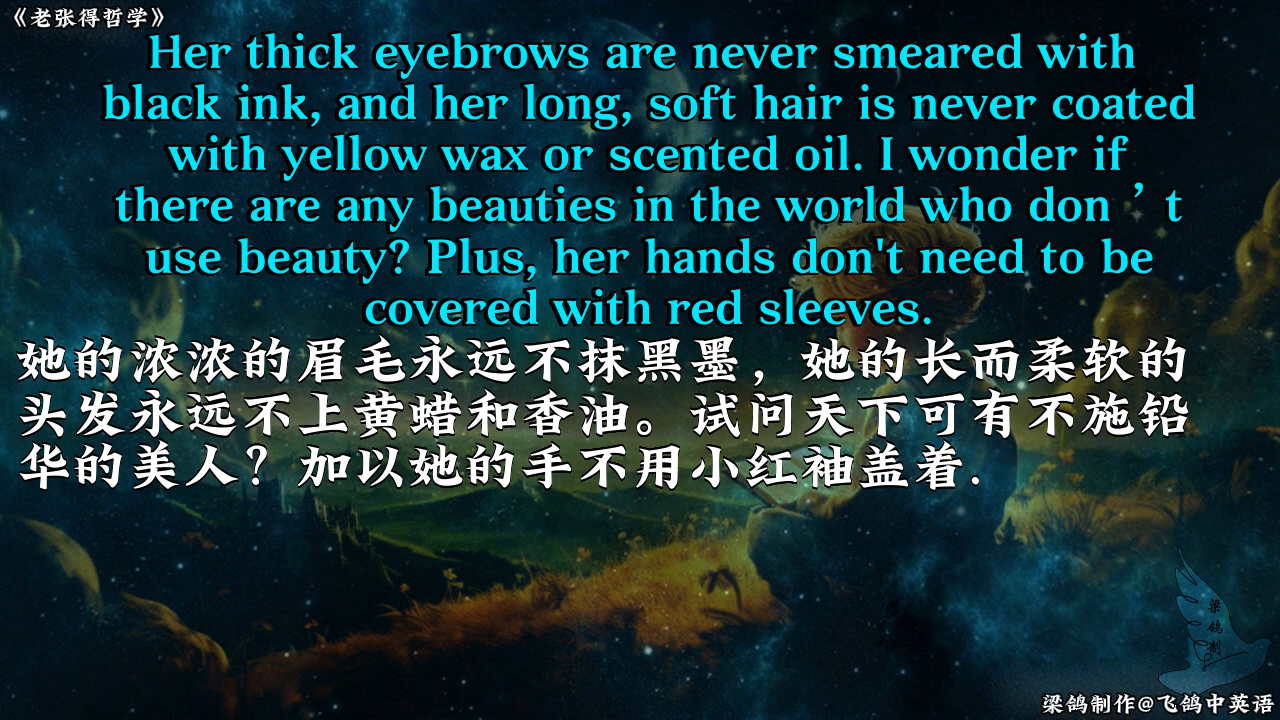 《老张得哲学》
Her thick eyebrows are never smeared with
black ink, and her long, soft hair is never coated
with yellow wax or scented oil. I wonder if
there are any beauties in the world who don ’ t
use beauty? Plus, her hands don't need to be
covered with red sleeves.
她的浓浓的眉毛永远不抹黑墨，她的长而柔软的
头发永远不上黄蜡和香油。试问天下可有不施铅
华的美人？加以她的手不用小红袖盖着.
梁鸽制
梁鸽制作@飞鸽中英语